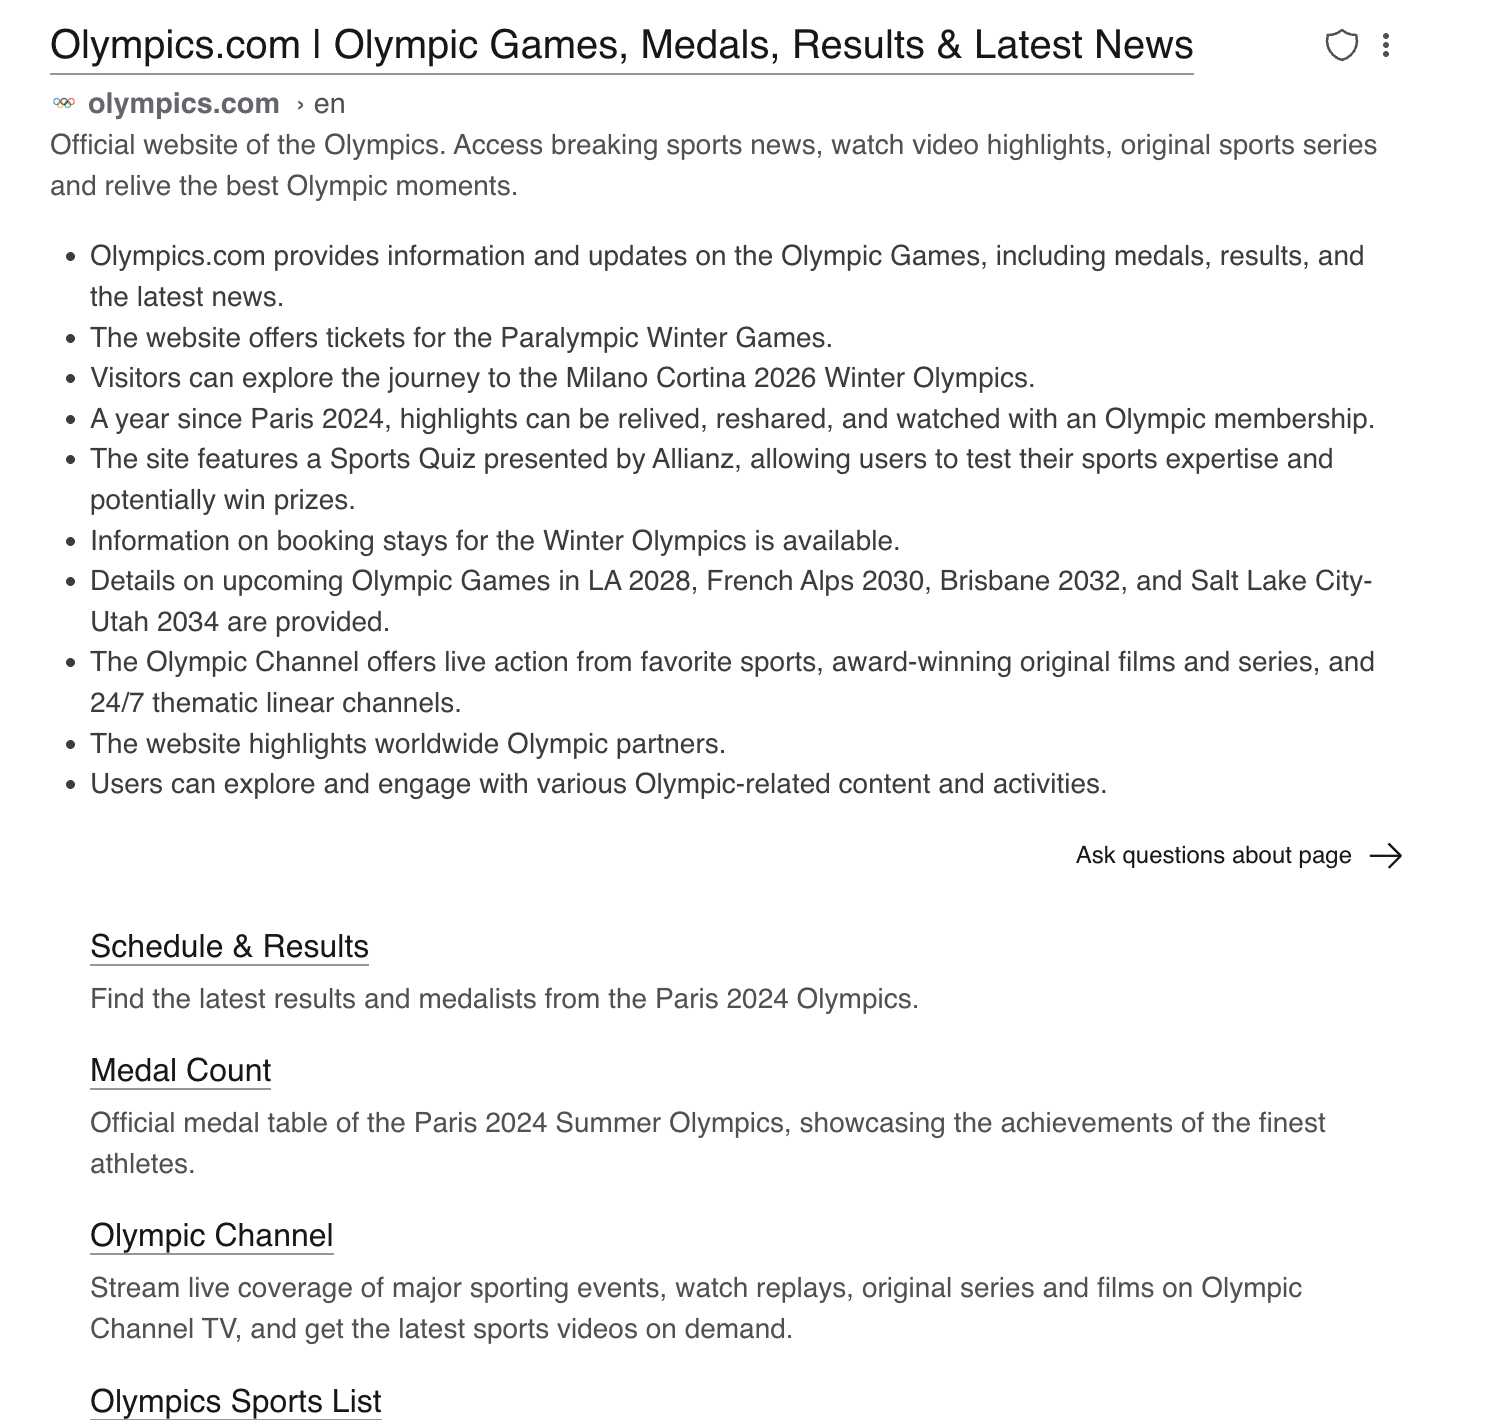 Olympics.com | Olympic Games, Medals, Results & Latest News
olympics.com › en
Official website of the Olympics. Access breaking sports news, watch video highlights, original sports series
and relive the best Olympic moments.
• Olympics.com provides information and updates on the Olympic Games, including medals, results, and
the latest news.
• The website offers tickets for the Paralympic Winter Games.
• Visitors can explore the journey to the Milano Cortina 2026 Winter Olympics.
• A year since Paris 2024, highlights can be relived, reshared, and watched with an Olympic membership.
• The site features a Sports Quiz presented by Allianz, allowing users to test their sports expertise and
potentially win prizes.
• Information on booking stays for the Winter Olympics is available.
• Details on upcoming Olympic Games in LA 2028, French Alps 2030, Brisbane 2032, and Salt Lake City-
Utah 2034 are provided.
• The Olympic Channel offers live action from favorite sports, award-winning original films and series, and
24/7 thematic linear channels.
• The website highlights worldwide Olympic partners.
• Users can explore and engage with various Olympic-related content and activities.
Ask questions about page →
Schedule & Results
Find the latest results and medalists from the Paris 2024 Olympics.
Medal Count
Official medal table of the Paris 2024 Summer Olympics, showcasing the achievements of the finest
athletes.
Olympic Channel
Stream live coverage of major sporting events, watch replays, original series and films on Olympic
Channel TV, and get the latest sports videos on demand.
Olympics Sports List